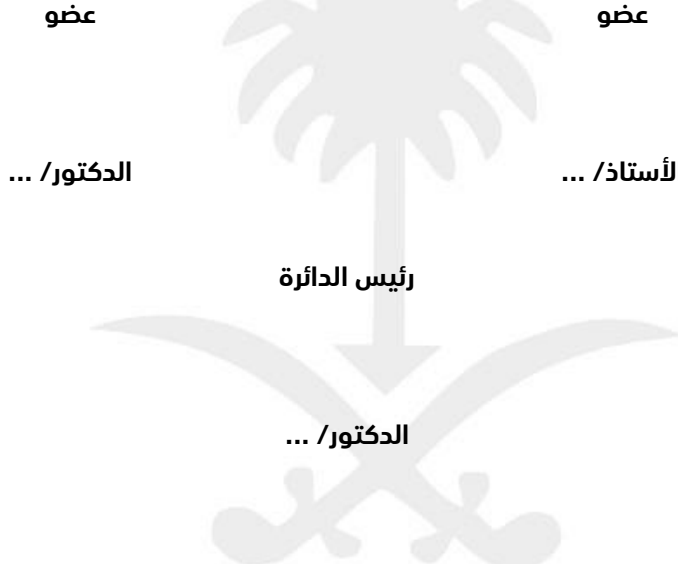 عضو عضو
لأستاذ/ ... الدكتور/ ...
رئيس الدائرة
الدكتور/ ...